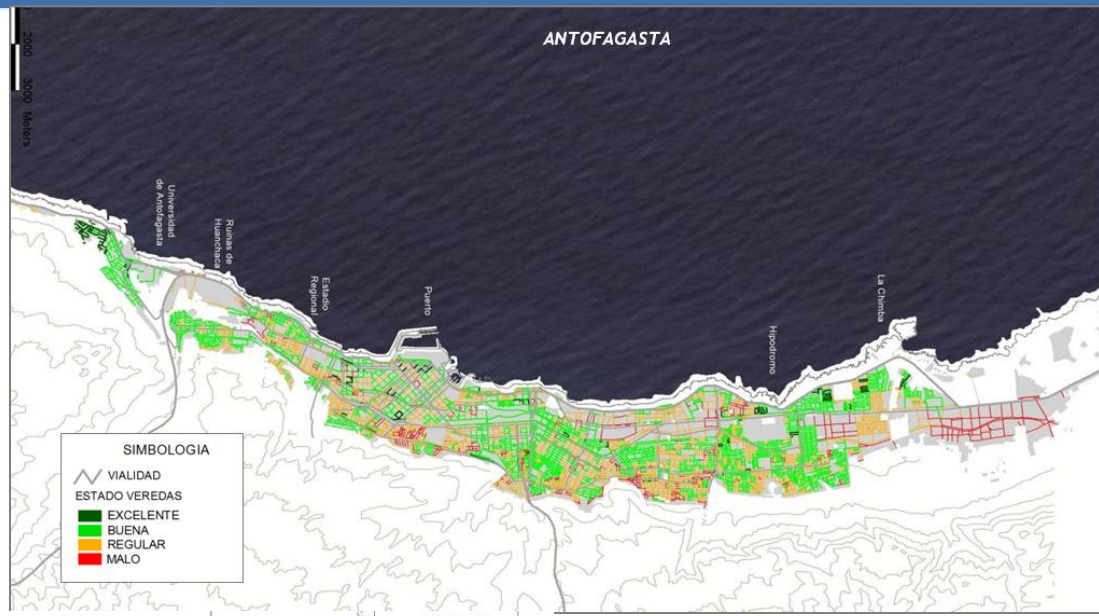 ANTOFAGASTA
2000
3000 Meters
Universidad
de Antofagasta
Ruinas de
Huanchaca
Estadio
Regional
Puerto
Hipodromo
La Chimba
SIMBOLOGIA
VIALIDAD
ESTADO VEREDAS
EXCELENTE
BUENA
REGULAR
MALO